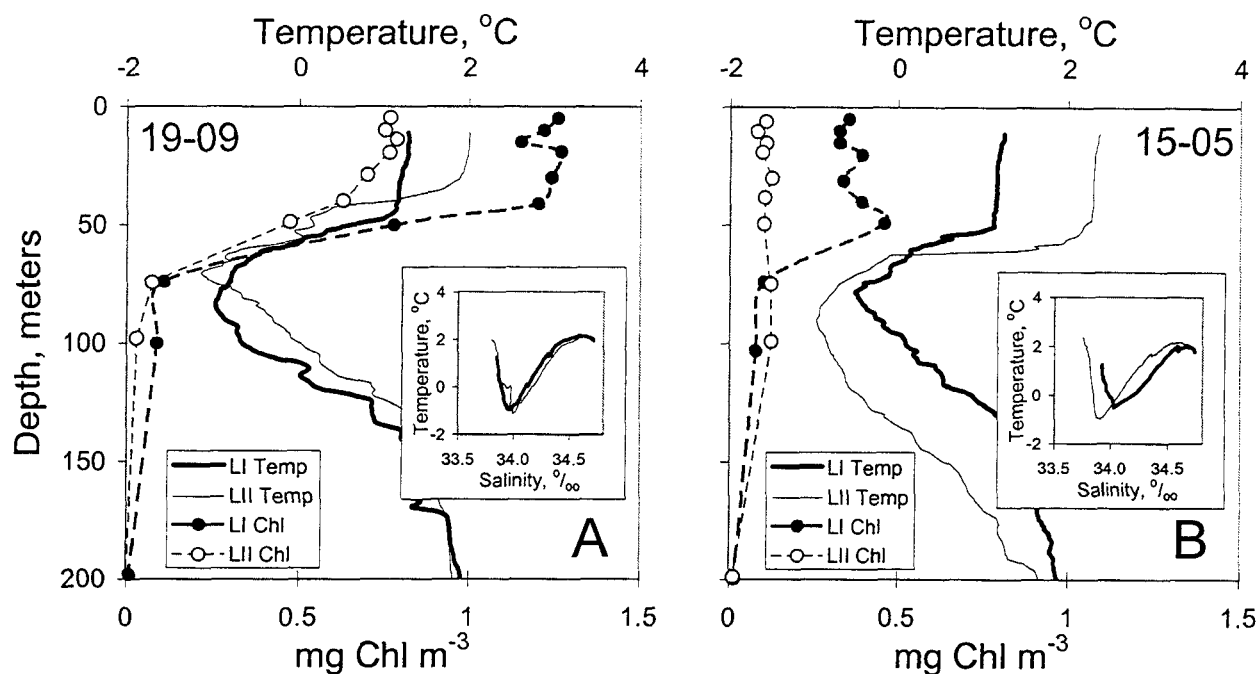 Temperature, °C
-2 0 2 4
0
50
100
150
200
Depth, meters
19-09
4
2
0
-2
Temperature, °C
33.5 34.0 34.5
Salinity, °/oo
LI Temp
LII Temp
LI Chl
LII Chl
A
0 0.5 1 1.5
mg Chl m-3
Temperature, °C
-2 0 2 4
15-05
4
2
0
-2
Temperature, °C
33.5 34.0 34.5
Salinity, °/oo
LI Temp
LII Temp
LI Chl
LII Chl
B
0 0.5 1 1.5
mg Chl m-3